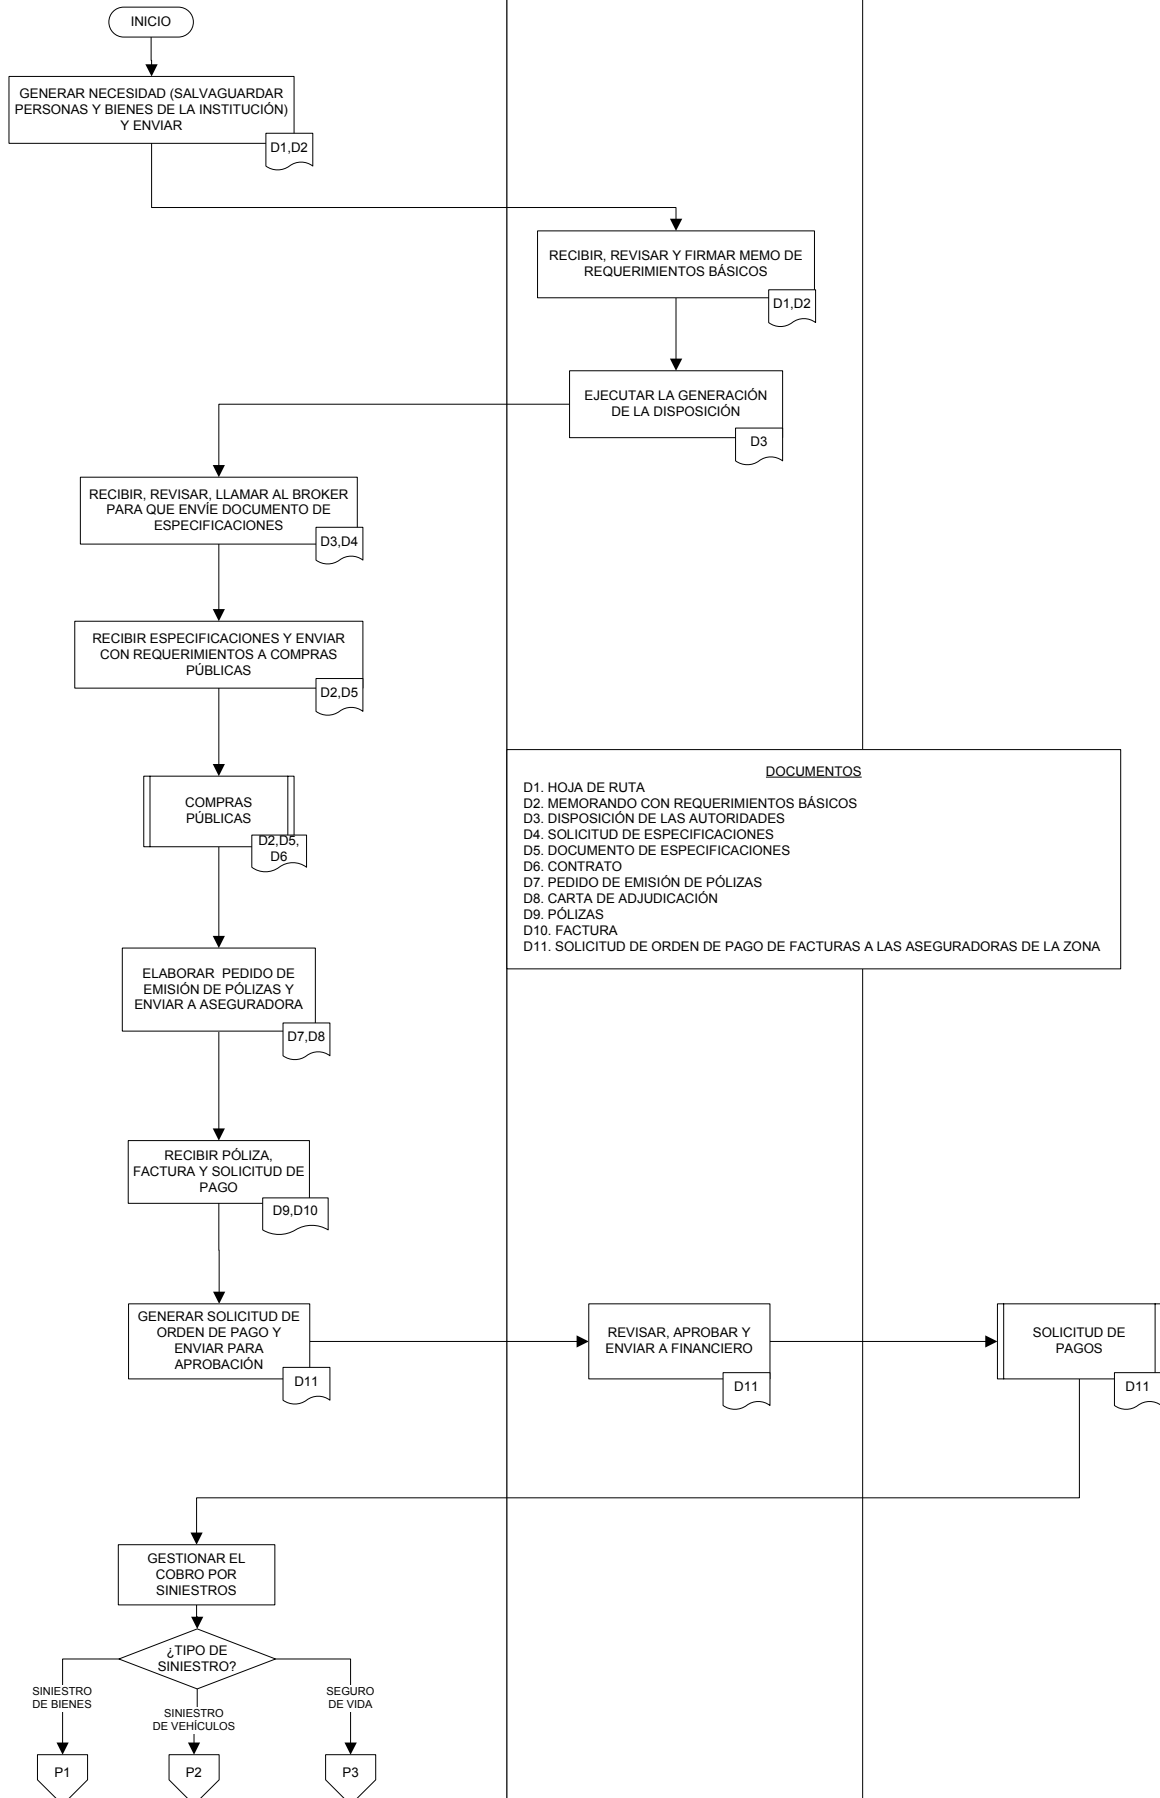 INICIO
GENERAR NECESIDAD (SALVAGUARDAR
PERSONAS Y BIENES DE LA INSTITUCIÓN)
Y ENVIAR
D1,D2
RECIBIR, REVISAR Y FIRMAR MEMO DE
REQUERIMIENTOS BÁSICOS
D1,D2
EJECUTAR LA GENERACIÓN
DE LA DISPOSICIÓN
D3
RECIBIR, REVISAR, LLAMAR AL BROKER
PARA QUE ENVÍE DOCUMENTO DE
ESPECIFICACIONES
D3,D4
RECIBIR ESPECIFICACIONES Y ENVIAR
CON REQUERIMIENTOS A COMPRAS
PÚBLICAS
D2,D5
COMPRAS
PÚBLICAS
D2,D5,
D6
DOCUMENTOS
D1. HOJA DE RUTA
D2. MEMORANDO CON REQUERIMIENTOS BÁSICOS
D3. DISPOSICIÓN DE LAS AUTORIDADES
D4. SOLICITUD DE ESPECIFICACIONES
D5. DOCUMENTO DE ESPECIFICACIONES
D6. CONTRATO
D7. PEDIDO DE EMISIÓN DE PÓLIZAS
D8. CARTA DE ADJUDICACIÓN
D9. PÓLIZAS
D10. FACTURA
D11. SOLICITUD DE ORDEN DE PAGO DE FACTURAS A LAS ASEGURADORAS DE LA ZONA
ELABORAR PEDIDO DE
EMISIÓN DE PÓLIZAS Y
ENVIAR A ASEGURADORA
D7,D8
RECIBIR PÓLIZA,
FACTURA Y SOLICITUD DE
PAGO
D9,D10
GENERAR SOLICITUD DE
ORDEN DE PAGO Y
ENVIAR PARA
APROBACIÓN
D11
REVISAR, APROBAR Y
ENVIAR A FINANCIERO
D11
SOLICITUD DE
PAGOS
D11
GESTIONAR EL
COBRO POR
SINIESTROS
¿TIPO DE
SINIESTRO?
SINIESTRO
DE BIENES
SINIESTRO
DE VEHÍCULOS
SEGURO
DE VIDA
P1
P2
P3